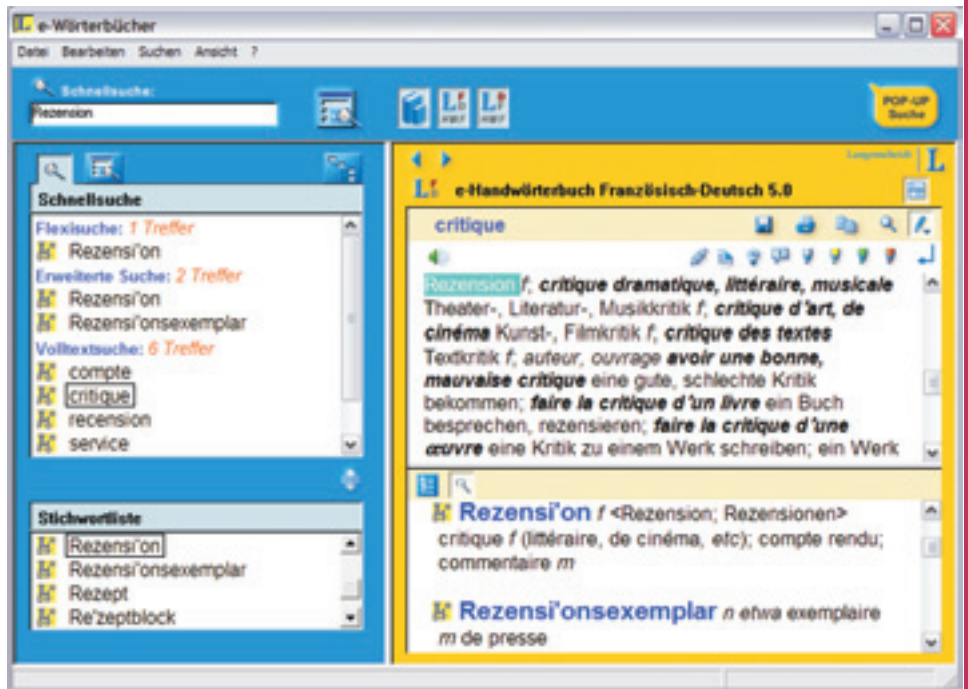 e-Wörterbücher
Datei Bearbeiten Suchen Ansicht ?
Schnellsuche:
Rezension
POP-UP
Suche
Schnellsuche
Flexisuche: 1 Treffer
Rezensi'on
Erweiterte Suche: 2 Treffer
Rezensi'on
Rezensi'onsexemplar
Volltextsuche: 6 Treffer
compte
critique
recension
service
Stichwortliste
Rezensi'on
Rezensi'onsexemplar
Rezept
Re'zeptblock
Langenscheidt L
e-Handwörterbuch Französisch-Deutsch 5.0
critique
Rezension f; critique dramatique, littéraire, musicale
Theater-, Literatur-, Musikkritik f; critique d'art, de
cinéma Kunst-, Filmkritik f; critique des textes
Textkritik f; auteur, ouvrage avoir une bonne,
mauvaise critique eine gute, schlechte Kritik
bekommen; faire la critique d'un livre ein Buch
besprechen, rezensieren; faire la critique d'une
œuvre eine Kritik zu einem Werk schreiben; ein Werk
Rezensi'on f <Rezension; Rezensionen>
critique f (littéraire, de cinéma, etc); compte rendu;
commentaire m
Rezensi'onsexemplar n etwa exemplaire
m de presse